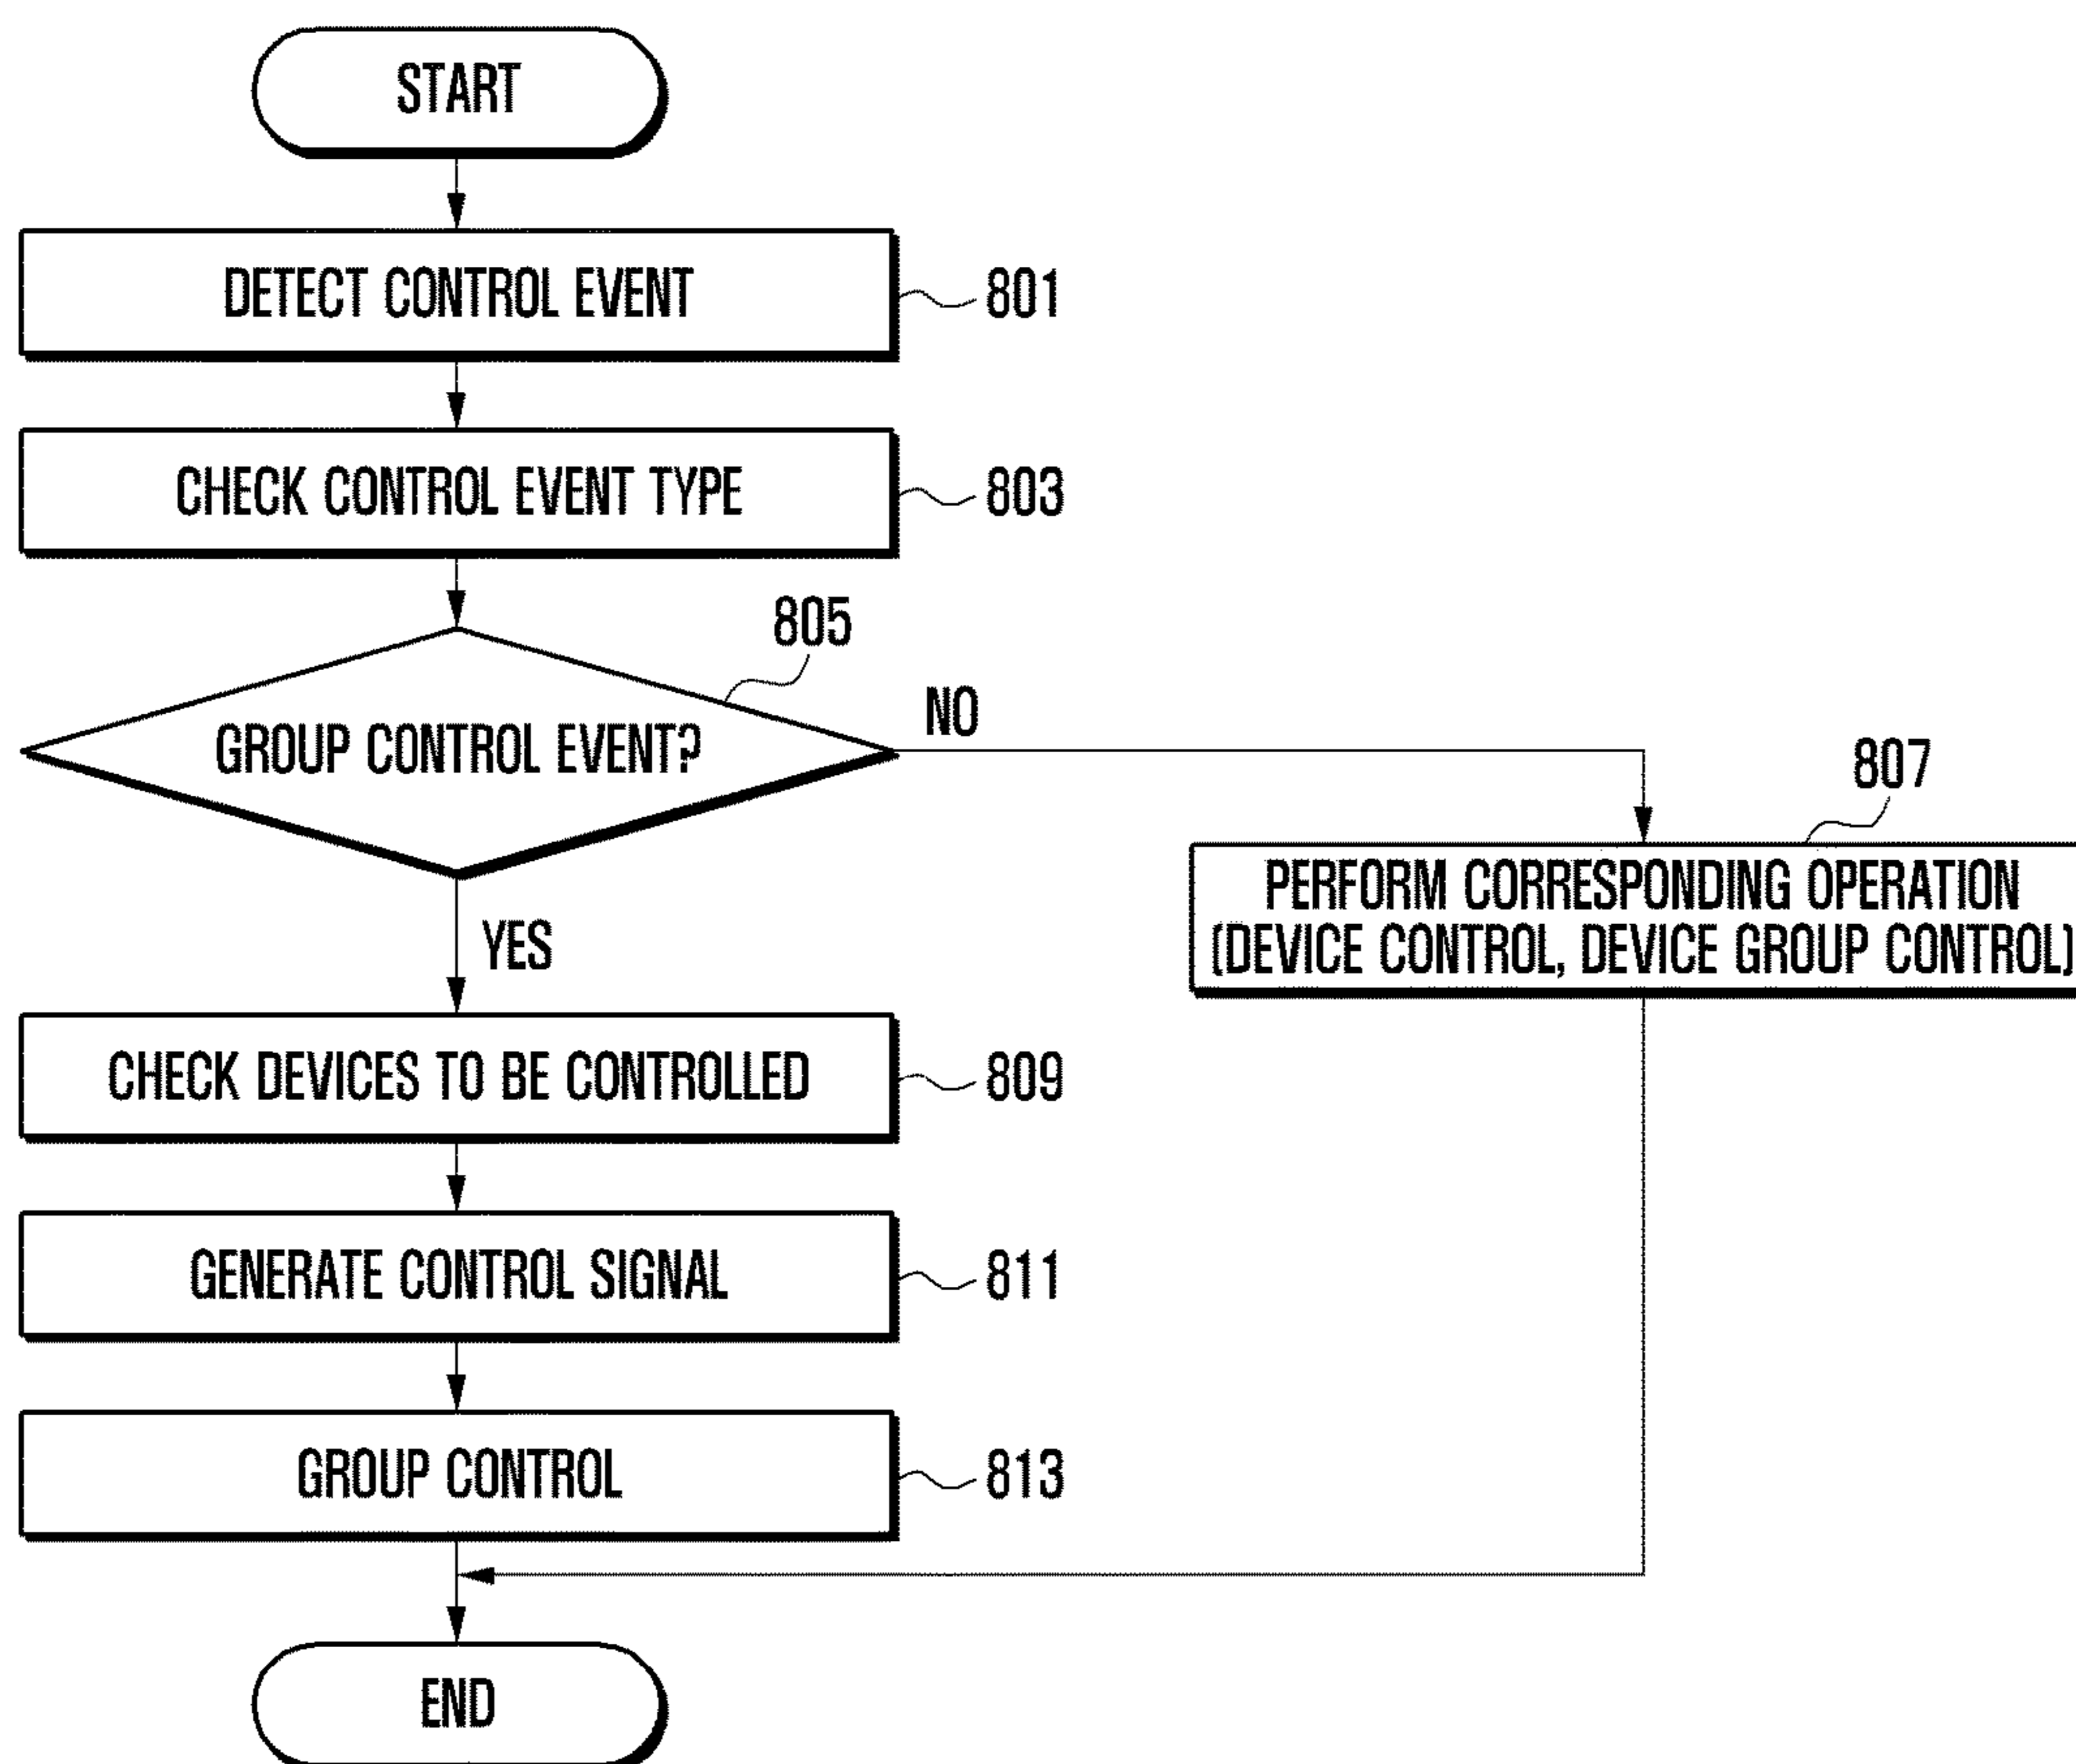 START
DETECT CONTROL EVENT
801
CHECK CONTROL EVENT TYPE
803
805
GROUP CONTROL EVENT?
NO
807
PERFORM CORRESPONDING OPERATION
(DEVICE CONTROL, DEVICE GROUP CONTROL)
YES
CHECK DEVICES TO BE CONTROLLED
809
GENERATE CONTROL SIGNAL
811
GROUP CONTROL
813
END